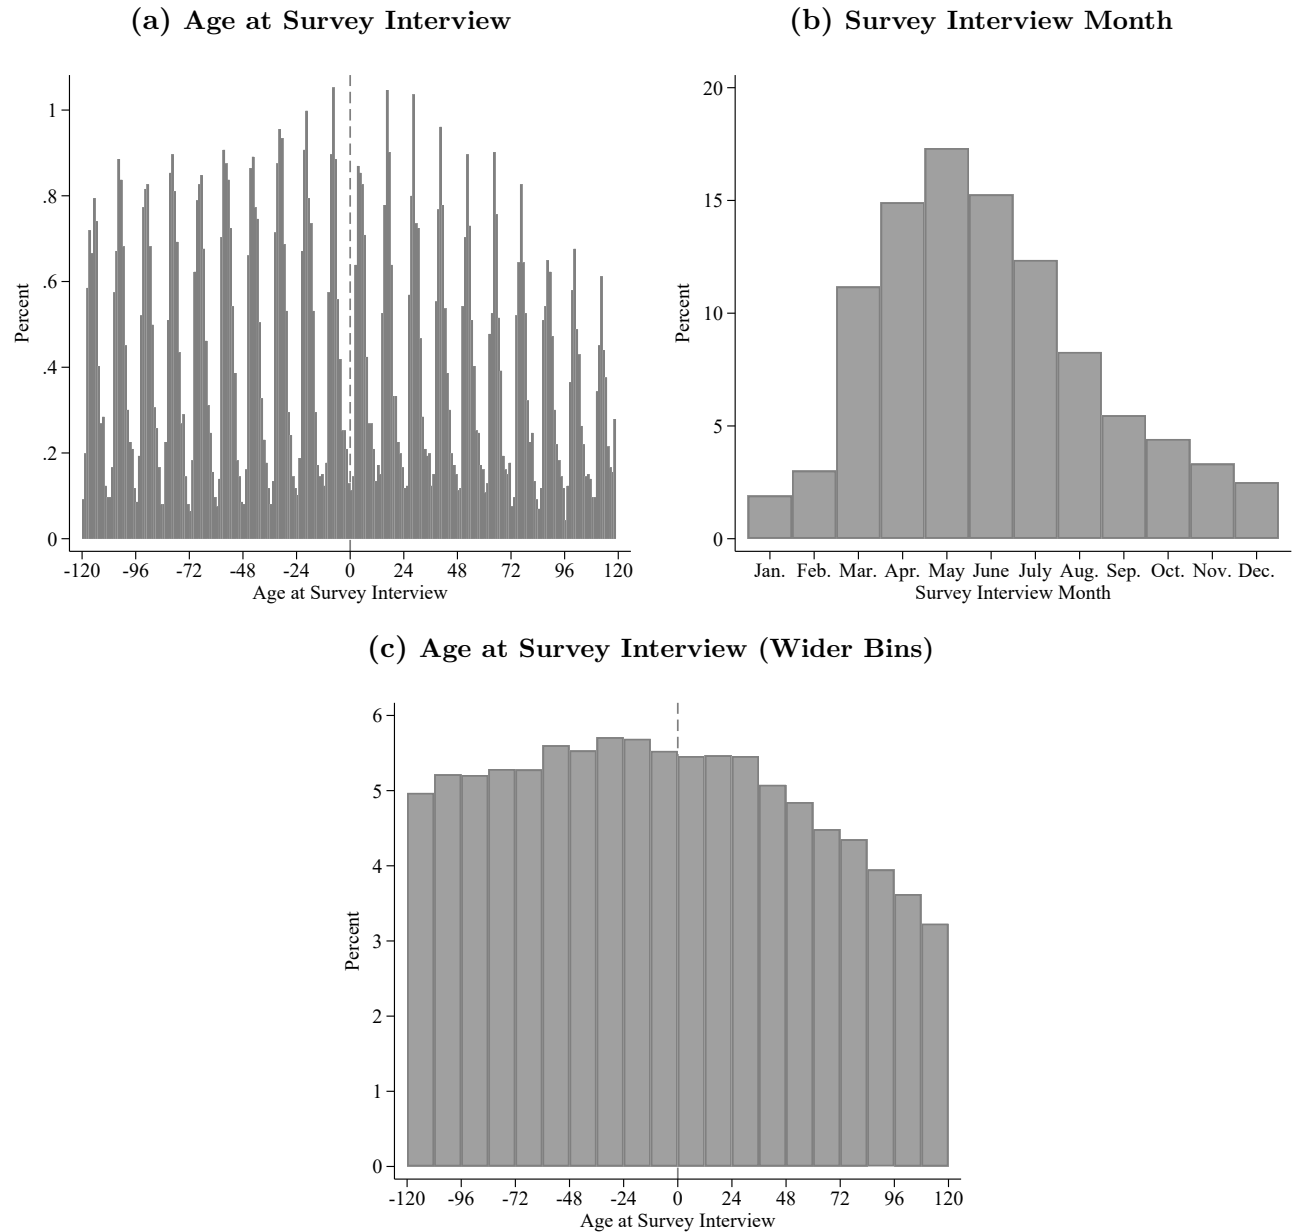 (a) Age at Survey Interview
Percent
1
.8
.6
.4
.2
0
-120 -96 -72 -48 -24 0 24 48 72 96 120
Age at Survey Interview
(b) Survey Interview Month
Percent
20
15
10
5
0
Jan. Feb. Mar. Apr. May June July Aug. Sep. Oct. Nov. Dec.
Survey Interview Month
(c) Age at Survey Interview (Wider Bins)
Percent
6
5
4
3
2
1
0
-120 -96 -72 -48 -24 0 24 48 72 96 120
Age at Survey Interview